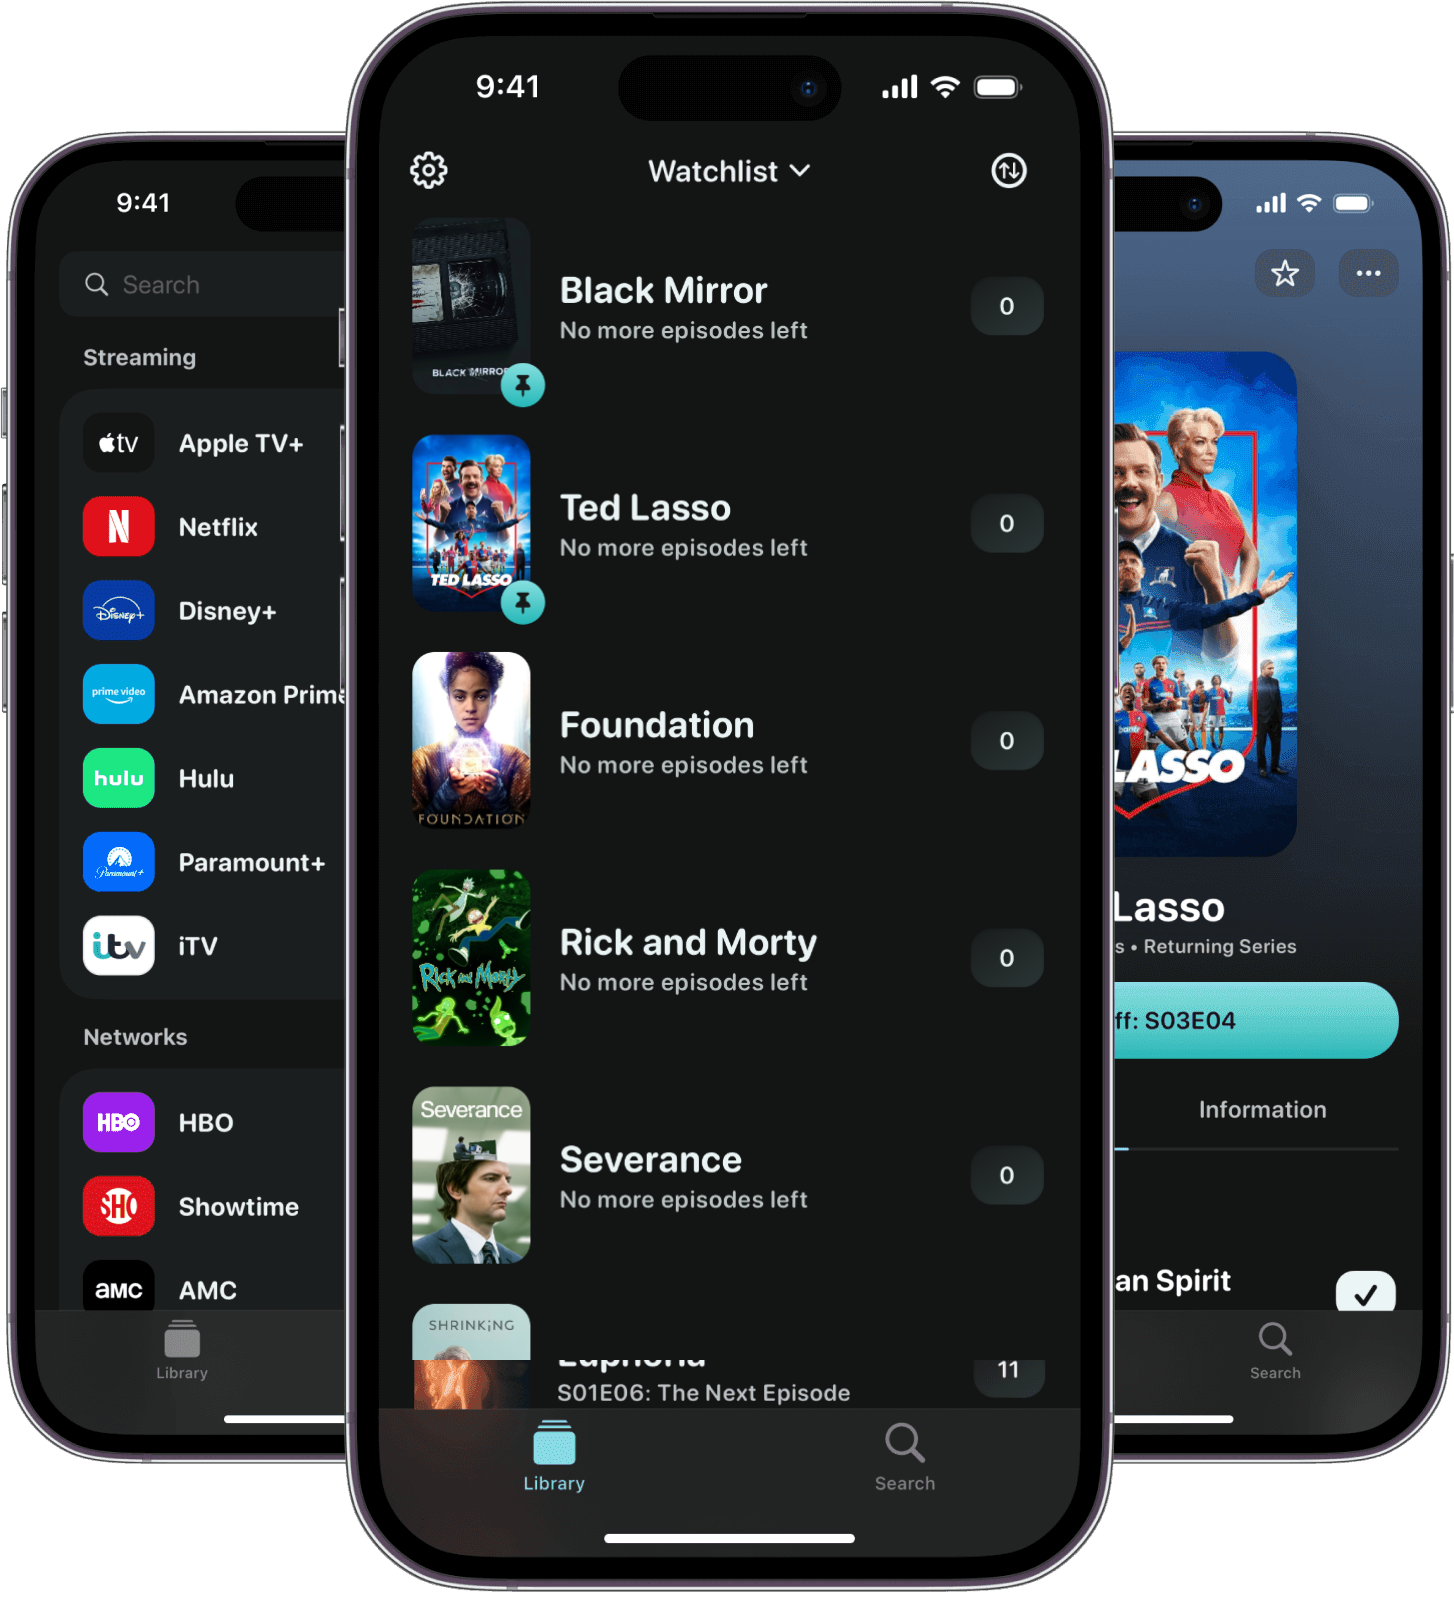 9:41
Search
Streaming
tv
Apple TV+
N
Netflix
Disney+
Disney+
prime video
Amazon Prime
hulu
Hulu
Paramount+
Paramount+
itv
iTV
Networks
HBO
HBO
SHO
Showtime
aMC
AMC
Library
9:41
Watchlist
BLACK MIRROR
Black Mirror
No more episodes left
0
TED LASSO
Ted Lasso
No more episodes left
0
FOUNDATION
Foundation
No more episodes left
0
Rick and Morty
Rick and Morty
No more episodes left
0
Severance
Severance
No more episodes left
0
SHRINKiNG
Euphoria
S01E06: The Next Episode
11
Library
Search
LASSO
Lasso
s • Returning Series
ff: S03E04
Information
an Spirit
Search